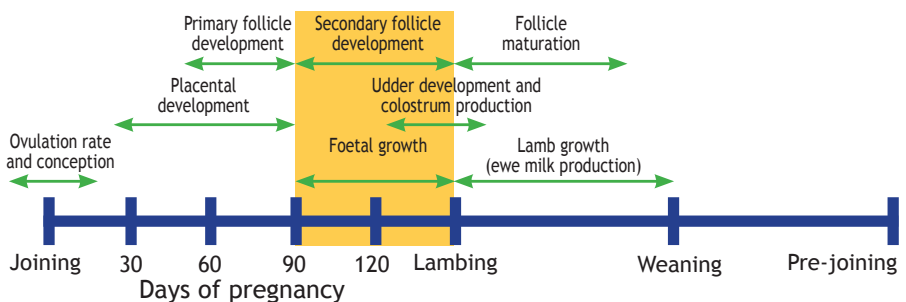 Primary follicle
development
Secondary follicle
development
Follicle
maturation
Placental
development
Udder development and
colostrum production
Ovulation rate
and conception
Foetal growth
Lamb growth
(ewe milk production)
Joining 30 60 90 120 Lambing Weaning Pre-joining
Days of pregnancy